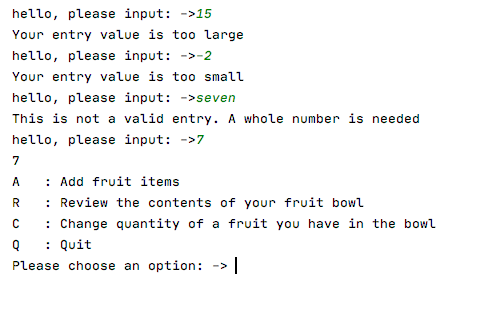 hello, please input: ->15
Your entry value is too large
hello, please input: ->-2
Your entry value is too small
hello, please input: ->seven
This is not a valid entry. A whole number is needed
hello, please input: ->7
7
A   : Add fruit items
R   : Review the contents of your fruit bowl
C   : Change quantity of a fruit you have in the bowl
Q   : Quit
Please choose an option: ->